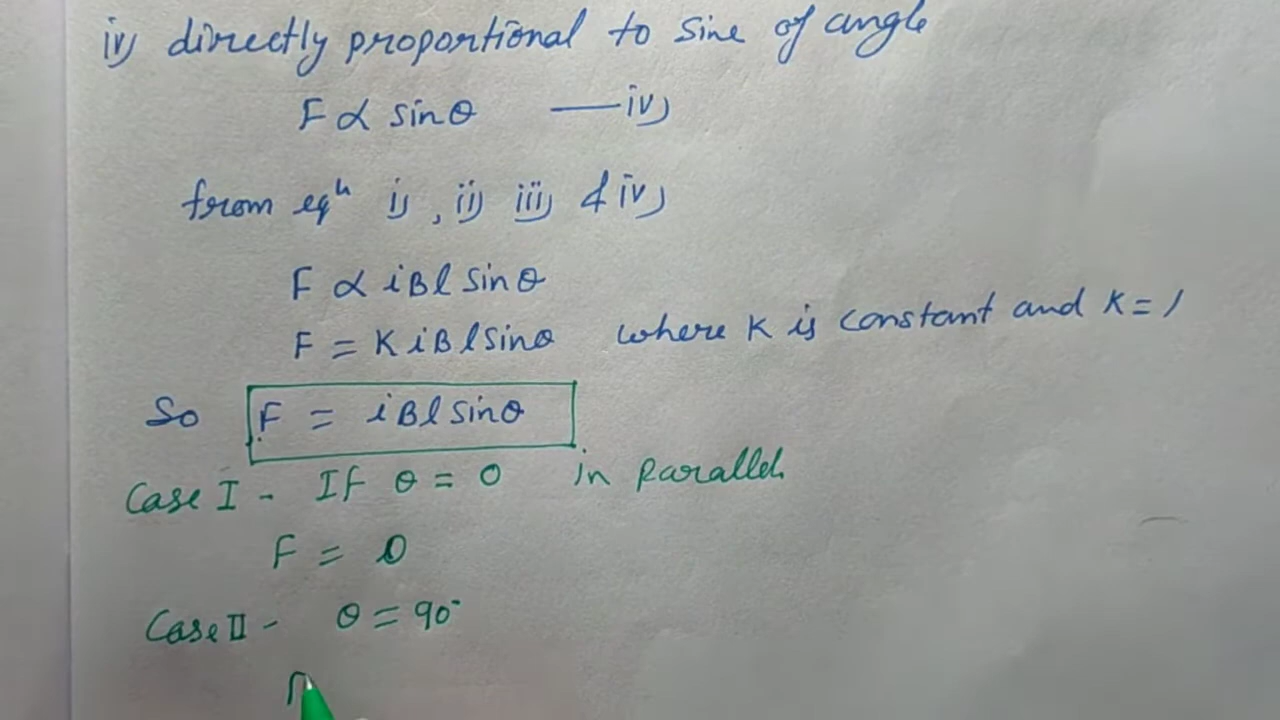 iv) directly proportional to sine of angle
F ∝ sinθ —iv)
from eqⁿ i), ii) iii) & iv)
F ∝ iBl sinθ
F = K iBl sinθ where K is constant and K = 1
So F = iBl sinθ
Case I - If θ = 0 in parallel
F = 0
Case II - θ = 90°